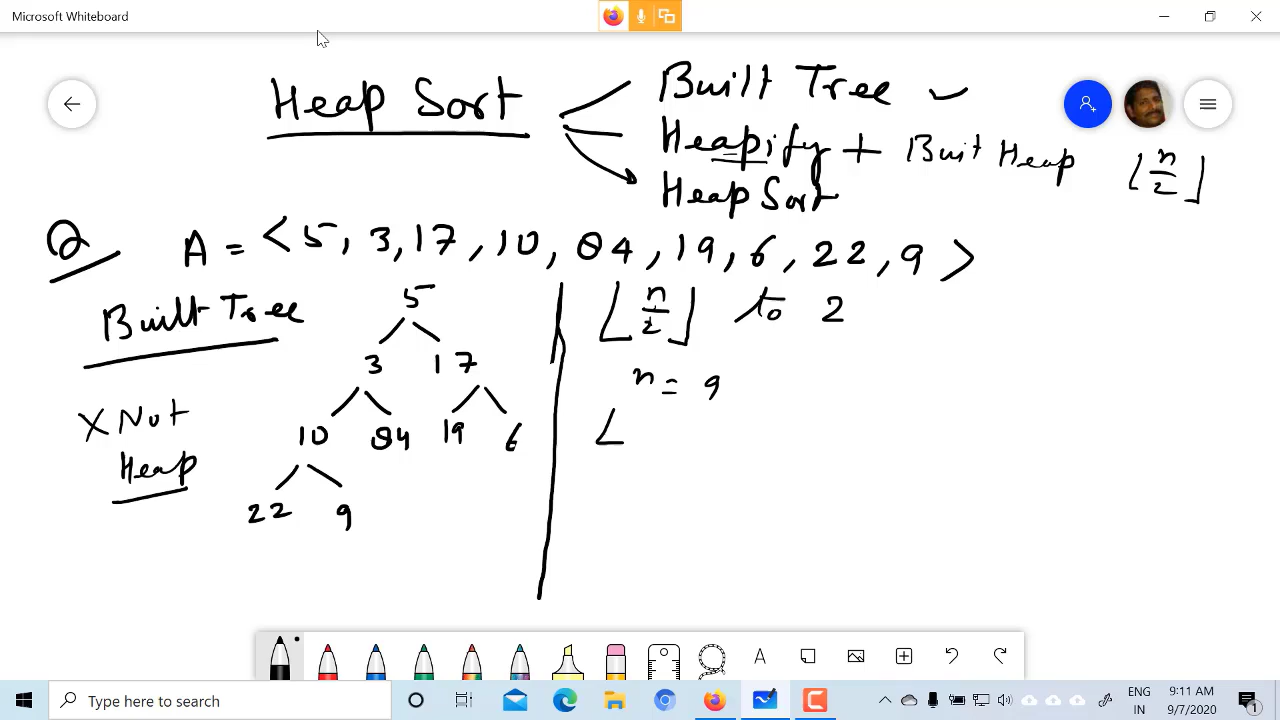 Microsoft Whiteboard
Heap Sort
Built Tree
Heapify + Buit Heap ⌊n/2⌋
Heap Sort
Q A = < 5, 3, 17, 10, 84, 19, 6, 22, 9 >
Built Tree
X Not
Heap
5
3 17
10 84 19 6
22 9
⌊n/2⌋ to 2
n = 9
⌊
A
Type here to search
ENG
IN
9:11 AM
9/7/2020
1